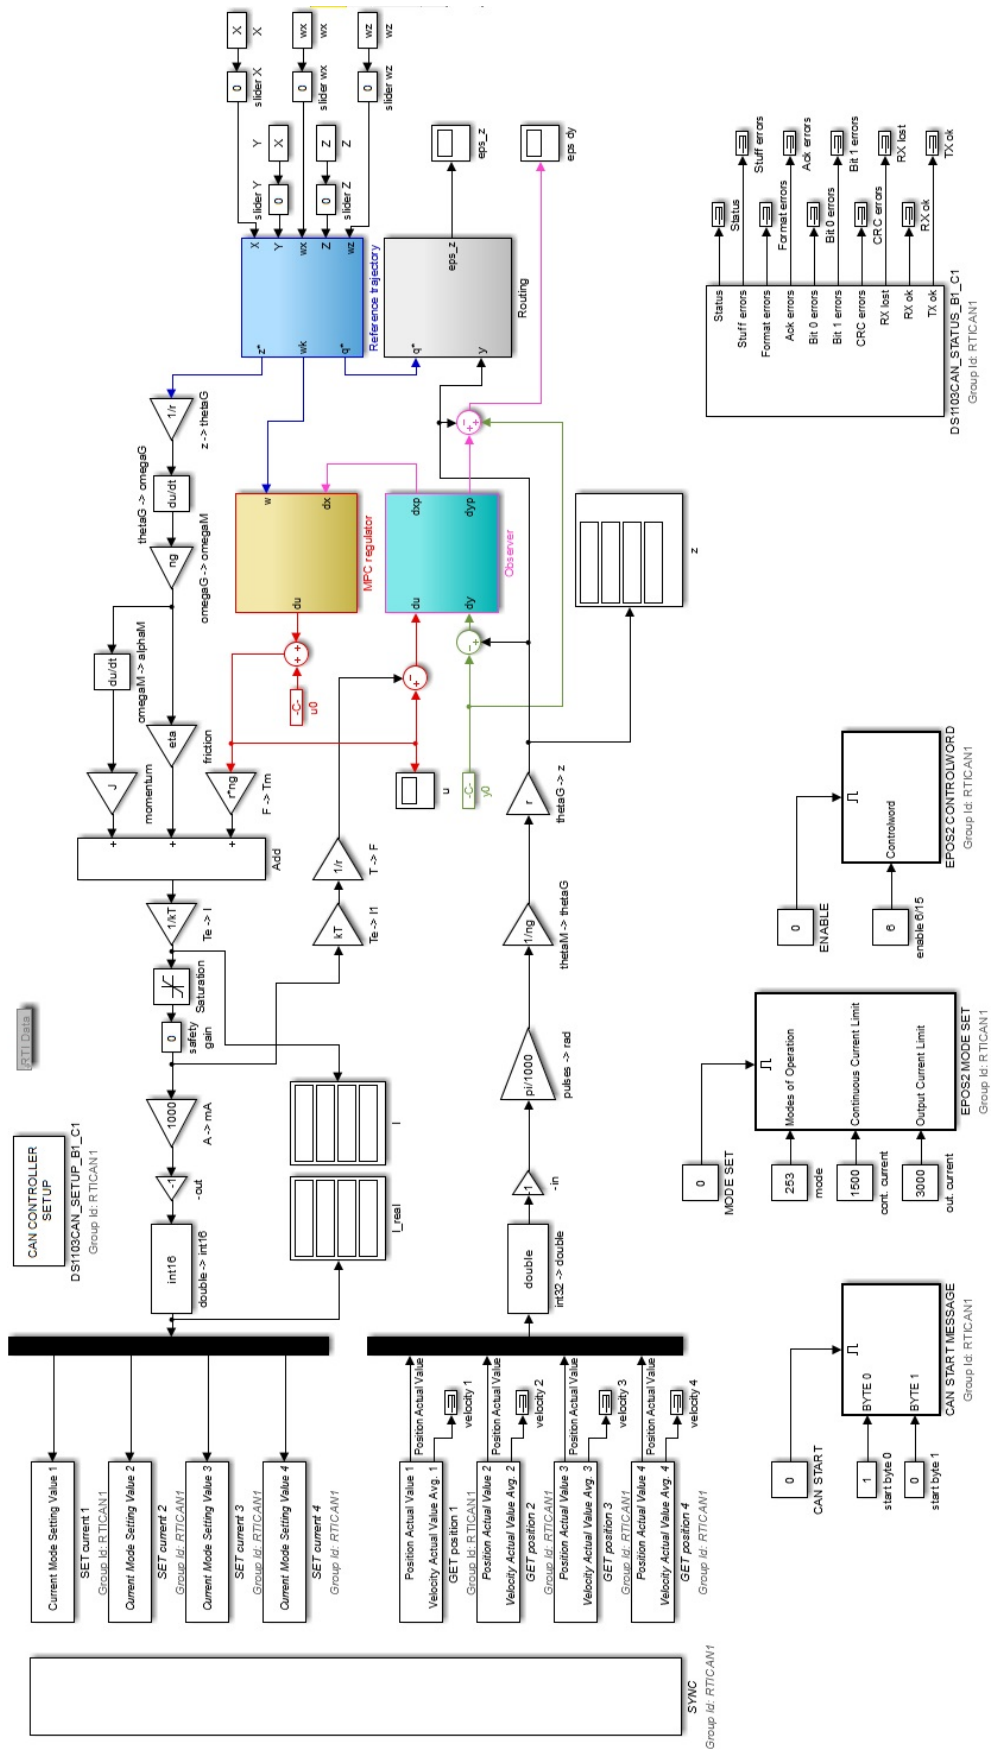 X
X
wx
wx
wz
wz
0
slider X
0
slider wx
0
slider wz
Y
X
Z
Z
slider Y
0
slider Z
0
eps_z
eps dy
X
Y
wx
Z
wz
z*
wk
q*
Reference trajectory
eps_z
q*
y
Routing
1/r
z -> thetaG
du/dt
thetaG -> omegaG
ng
omegaG -> omegaM
du/dt
omegaM -> alphaM
J
momentum
eta
friction
r*ng
F -> Tm
w
dx
du
MPC regulator
dxp
dyp
du
dy
Observer
-C-
u0
u
-C-
y0
z
+
+
+
Add
1/kT
Te -> I
Saturation
0
safety
gain
1000
A -> mA
-1
-out
int16
double -> int16
1/r
T -> F
kT
Te -> I1
I
I_real
r
thetaG -> z
1/ng
thetaM -> thetaG
pi/1000
pulses -> rad
-1
-in
double
int32 -> double
RTI Data
CAN CONTROLLER
SETUP
DS1103CAN_SETUP_B1_C1
Group Id: RTICAN1
Current Mode Setting Value 1
SET current 1
Group Id: RTICAN1
Current Mode Setting Value 2
SET current 2
Group Id: RTICAN1
Current Mode Setting Value 3
SET current 3
Group Id: RTICAN1
Current Mode Setting Value 4
SET current 4
Group Id: RTICAN1
Position Actual Value 1
Velocity Actual Value Avg. 1
Position Actual Value
velocity 1
GET position 1
Group Id: RTICAN1
Position Actual Value 2
Velocity Actual Value Avg. 2
Position Actual Value
velocity 2
GET position 2
Group Id: RTICAN1
Position Actual Value 3
Velocity Actual Value Avg. 3
Position Actual Value
velocity 3
GET position 3
Group Id: RTICAN1
Position Actual Value 4
Velocity Actual Value Avg. 4
Position Actual Value
velocity 4
GET position 4
Group Id: RTICAN1
SYNC
Group Id: RTICAN1
0
CAN START
1
start byte 0
0
start byte 1
BYTE 0
BYTE 1
CAN START MESSAGE
Group Id: RTICAN1
0
MODE SET
253
mode
1500
cont. current
3000
out. current
Modes of Operation
Continuous Current Limit
Output Current Limit
EPOS2 MODE SET
Group Id: RTICAN1
0
ENABLE
6
enable 6/15
Controlword
EPOS2 CONTROLWORD
Group Id: RTICAN1
Status
Stuff errors
Format errors
Ack errors
Bit 0 errors
Bit 1 errors
CRC errors
RX lost
RX ok
TX ok
Status
Stuff errors
Format errors
Ack errors
Bit 0 errors
Bit 1 errors
CRC errors
RX lost
RX ok
TX ok
DS1103CAN_STATUS_B1_C1
Group Id: RTICAN1